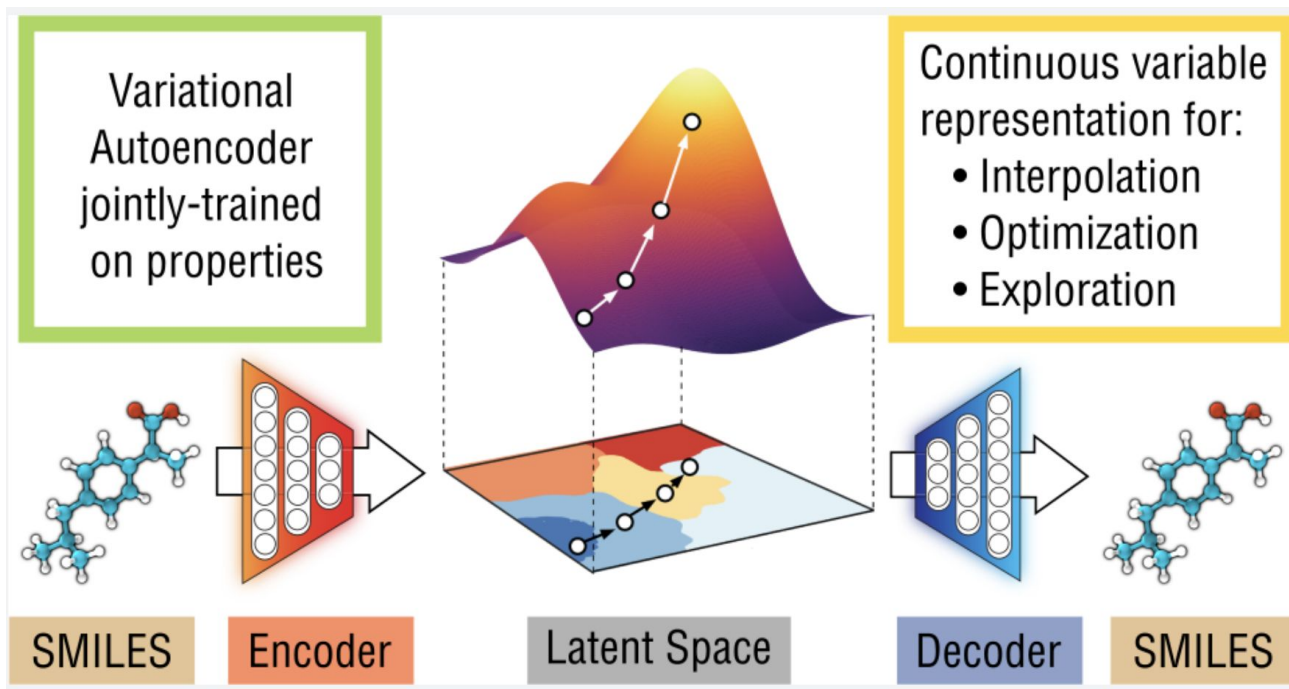 Variational
Autoencoder
jointly-trained
on properties
Continuous variable
representation for:
• Interpolation
• Optimization
• Exploration
SMILES
Encoder
Latent Space
Decoder
SMILES